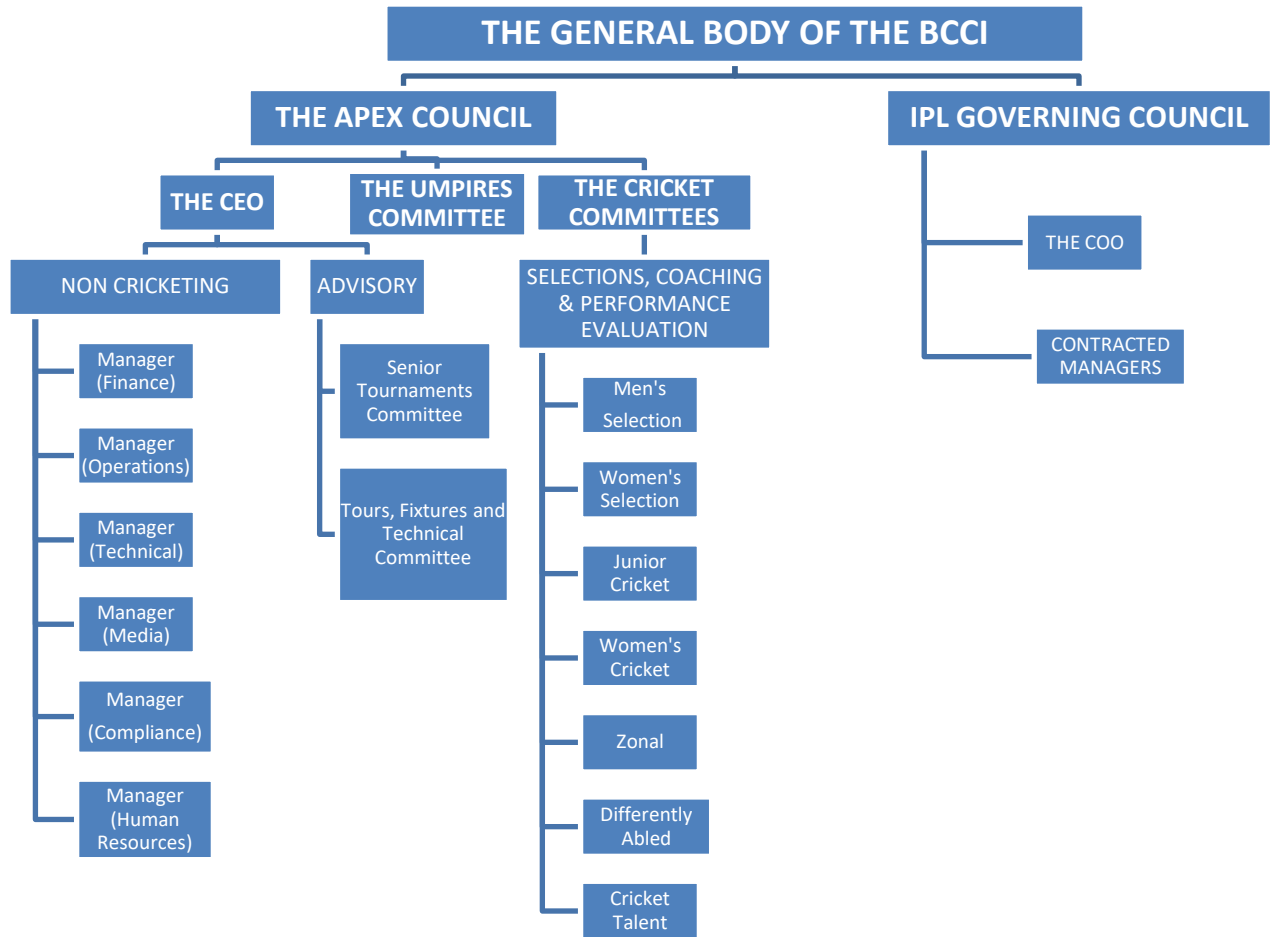 THE GENERAL BODY OF THE BCCI
THE APEX COUNCIL
IPL GOVERNING COUNCIL
THE CEO
THE UMPIRES
COMMITTEE
THE CRICKET
COMMITTEES
THE COO
CONTRACTED
MANAGERS
NON CRICKETING
ADVISORY
SELECTIONS, COACHING
& PERFORMANCE
EVALUATION
Manager
(Finance)
Manager
(Operations)
Manager
(Technical)
Manager
(Media)
Manager
(Compliance)
Manager
(Human
Resources)
Senior
Tournaments
Committee
Tours, Fixtures and
Technical
Committee
Men's
Selection
Women's
Selection
Junior
Cricket
Women's
Cricket
Zonal
Differently
Abled
Cricket
Talent